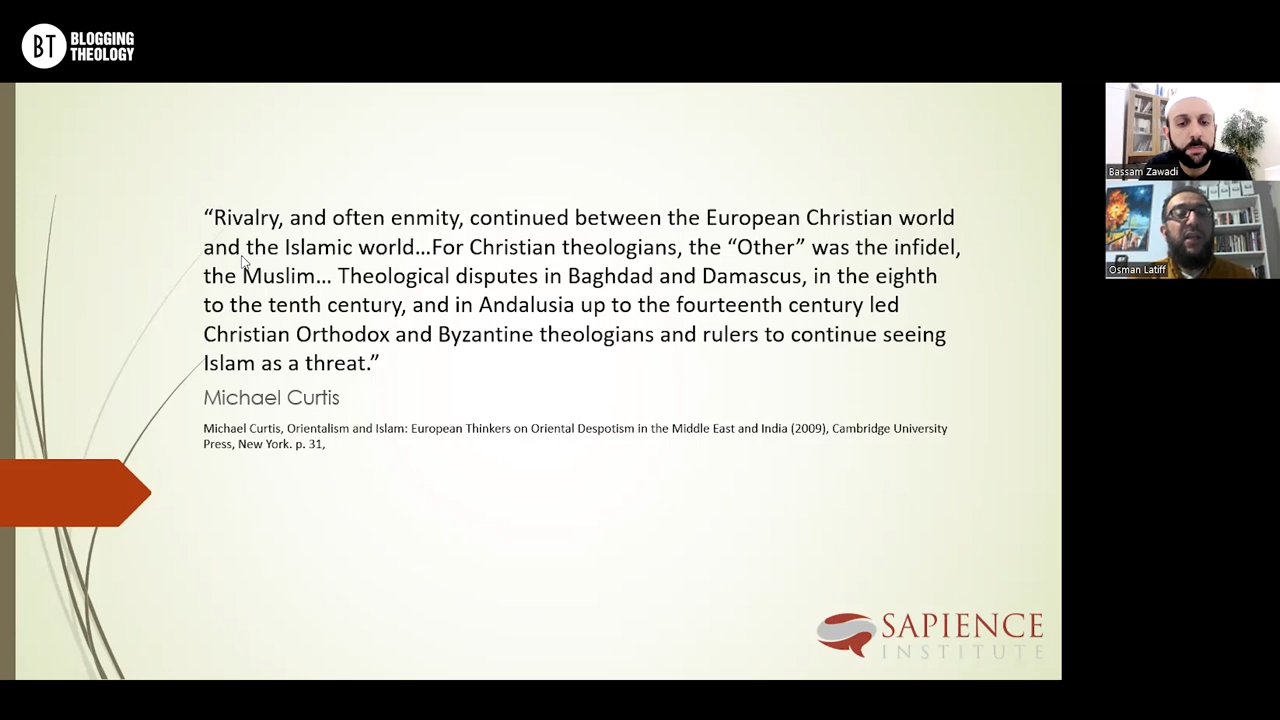 BT BLOGGING
THEOLOGY
“Rivalry, and often enmity, continued between the European Christian world
and the Islamic world…For Christian theologians, the “Other” was the infidel,
the Muslim… Theological disputes in Baghdad and Damascus, in the eighth
to the tenth century, and in Andalusia up to the fourteenth century led
Christian Orthodox and Byzantine theologians and rulers to continue seeing
Islam as a threat.”
Michael Curtis
Michael Curtis, Orientalism and Islam: European Thinkers on Oriental Despotism in the Middle East and India (2009), Cambridge University
Press, New York. p. 31,
SAPIENCE
INSTITUTE
Bassam Zawadi
Osman Latiff